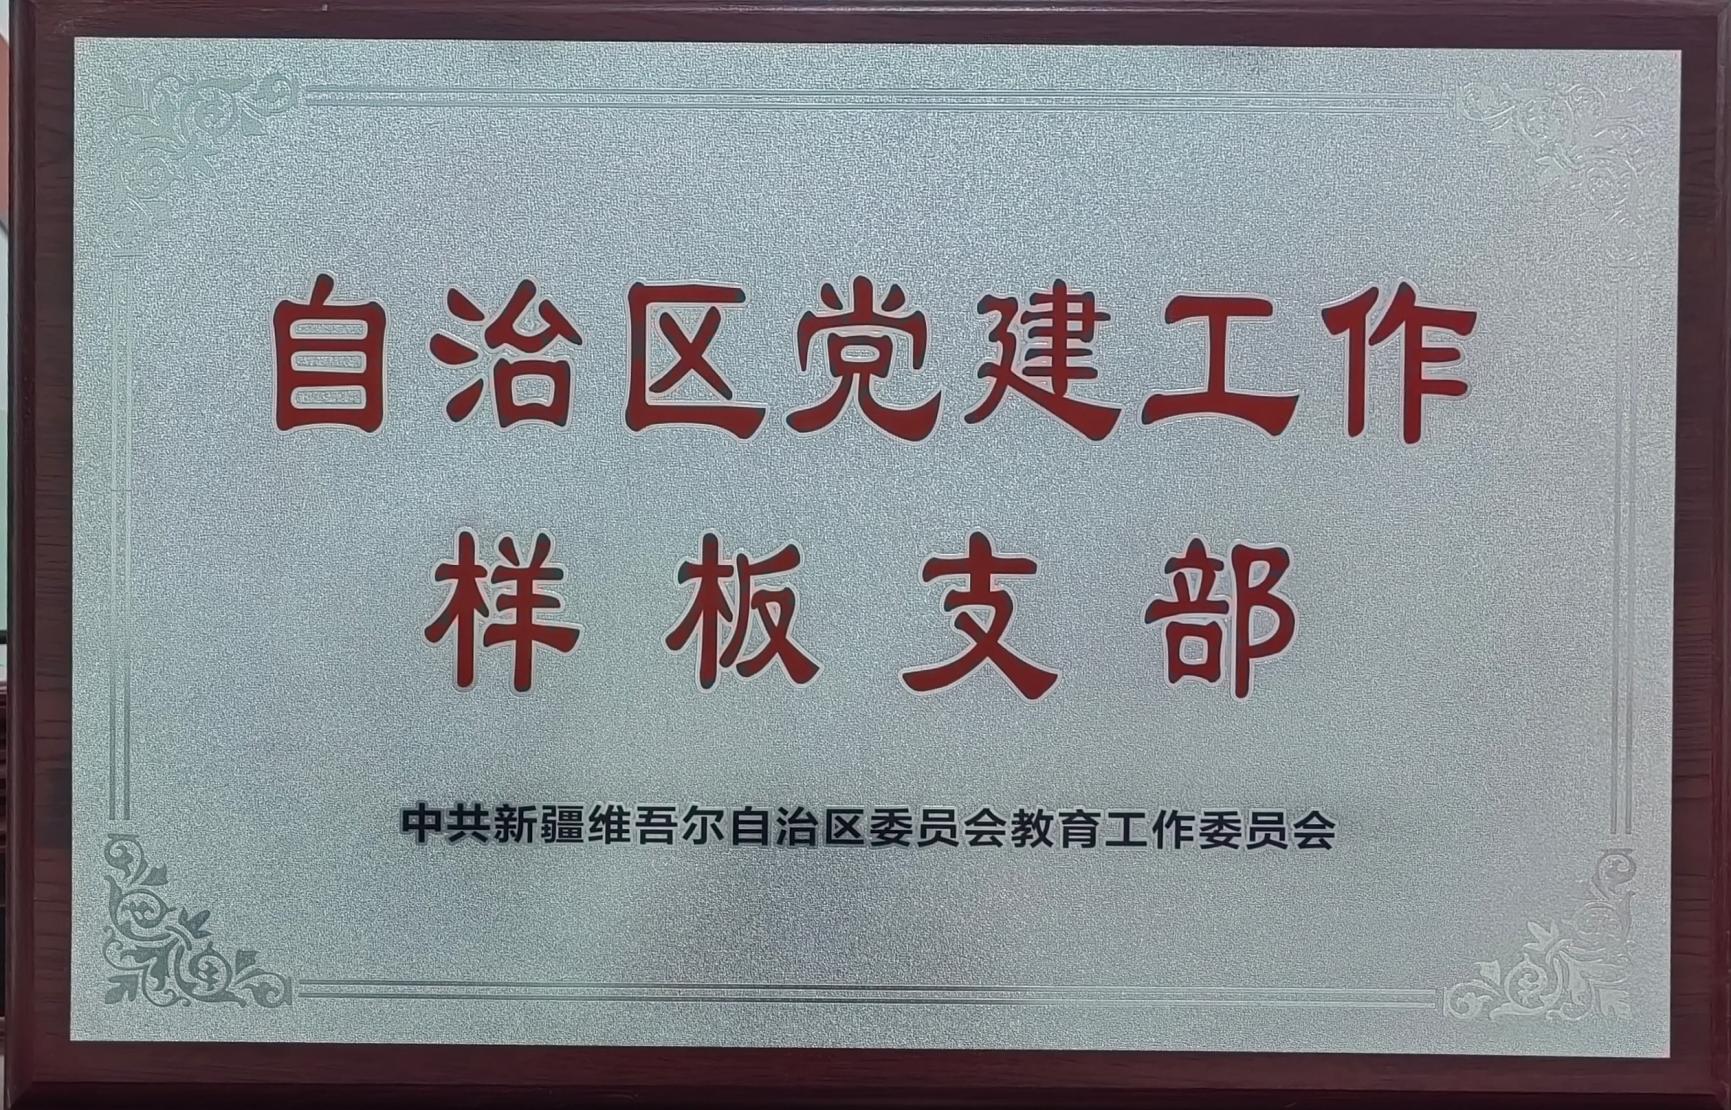 自治区党建工作
样板支部
中共新疆维吾尔自治区委员会教育工作委员会